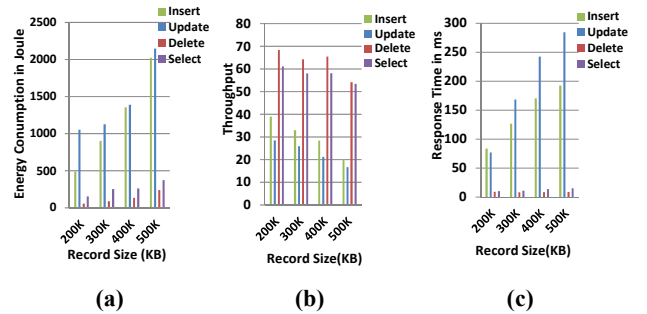 Energy Conumption in Joule
2500
2000
1500
1000
500
0
Insert
Update
Delete
Select
200K
300K
400K
500K
Record Size (KB)
(a)
Throughput
80
70
60
50
40
30
20
10
0
Insert
Update
Delete
Select
200K
300K
400K
500K
Record Size(KB)
(b)
Response Time in ms
300
250
200
150
100
50
0
Insert
Update
Delete
Select
200K
300K
400K
500K
Record Size(KB)
(c)